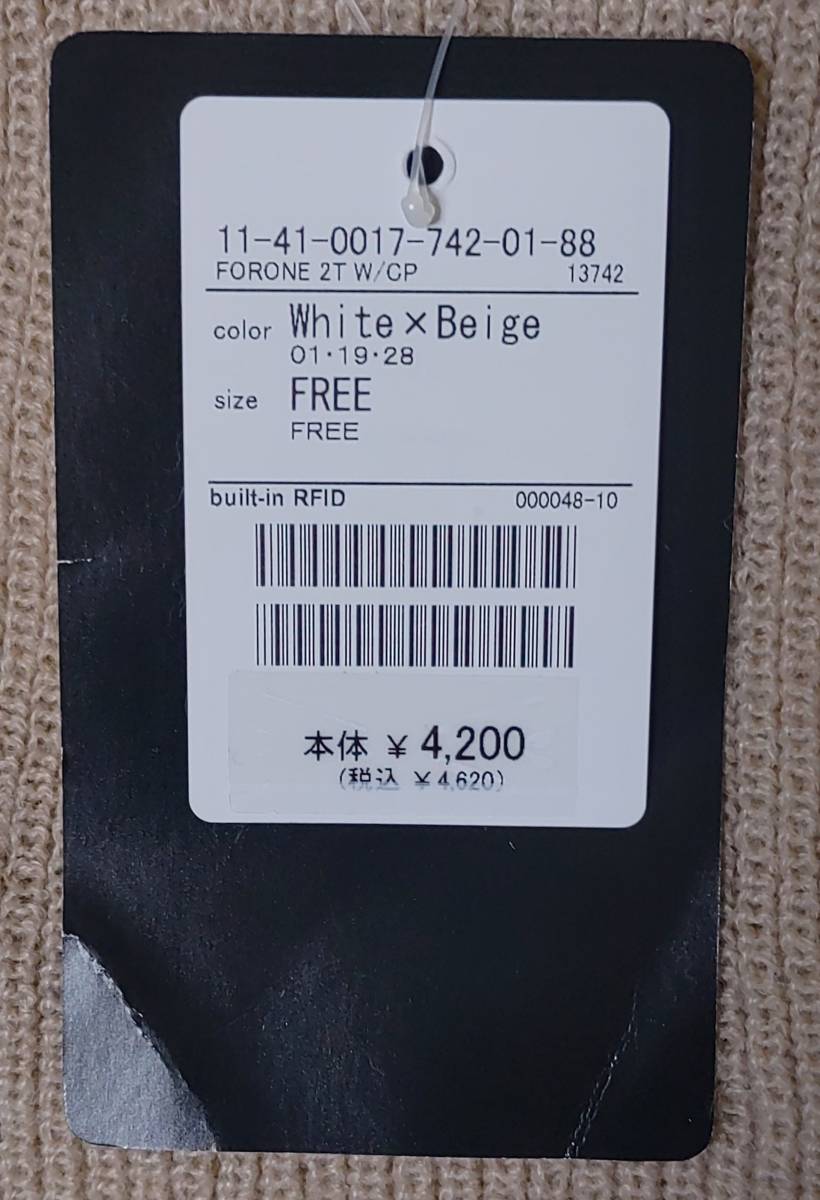 11-41-0017-742-01-88
FORONE 2T W/CP 13742
color White×Beige
01・19・28
size FREE
FREE
built-in RFID 000048-10
本体 ¥ 4,200
(税込 ¥4,620)